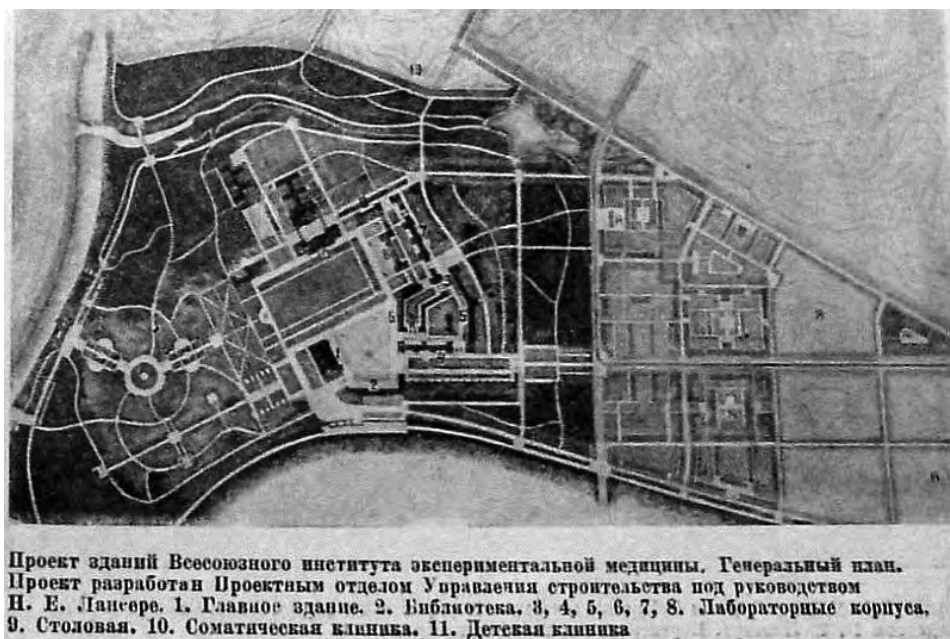 Проект зданий Всесоюзного института экспериментальной медицины. Генеральный план.
Проект разработан Проектным отделом Управления строительства под руководством
Н. Е. Лансере. 1. Главное здание. 2. Библиотека. 3, 4, 5, 6, 7, 8. Лабораторные корпуса.
9. Столовая. 10. Соматическая клиника. 11. Детская клиника